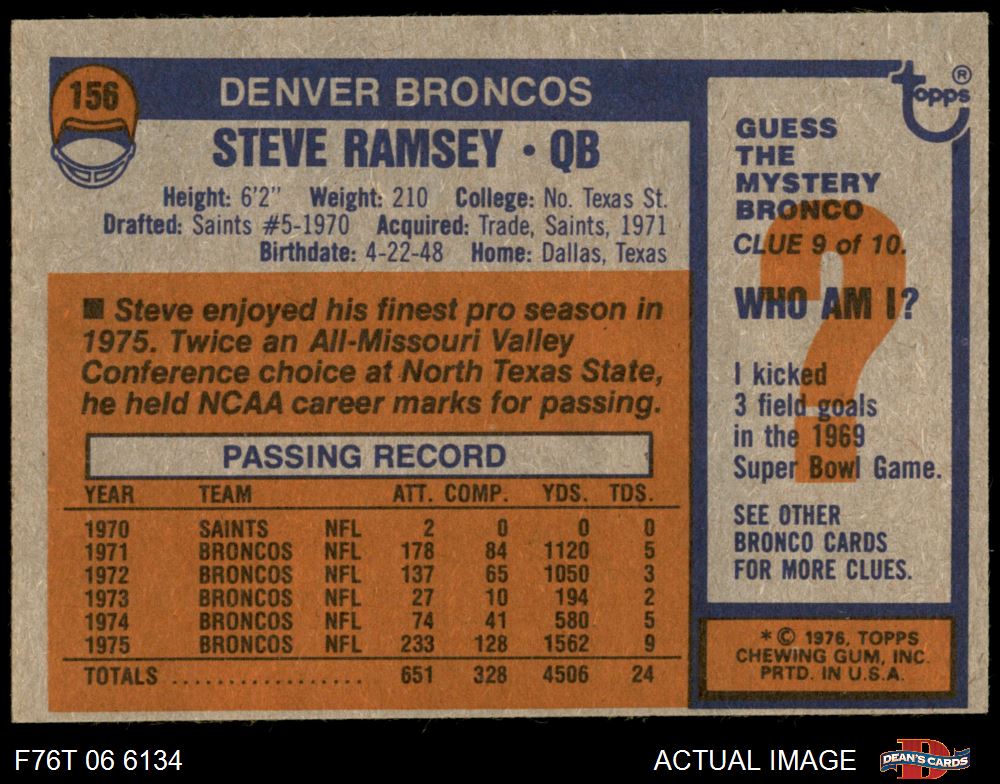 156
DENVER BRONCOS
STEVE RAMSEY • QB
Height: 6'2" Weight: 210 College: No. Texas St.
Drafted: Saints #5-1970 Acquired: Trade, Saints, 1971
Birthdate: 4-22-48 Home: Dallas, Texas
■ Steve enjoyed his finest pro season in
1975. Twice an All-Missouri Valley
Conference choice at North Texas State,
he held NCAA career marks for passing.
PASSING RECORD
YEAR TEAM ATT. COMP. YDS. TDS.
1970 SAINTS NFL 2 0 0 0
1971 BRONCOS NFL 178 84 1120 5
1972 BRONCOS NFL 137 65 1050 3
1973 BRONCOS NFL 27 10 194 2
1974 BRONCOS NFL 74 41 580 5
1975 BRONCOS NFL 233 128 1562 9
TOTALS ................. 651 328 4506 24
topps ®
GUESS
THE
MYSTERY
BRONCO
CLUE 9 of 10.
?
WHO AM I?
I kicked
3 field goals
in the 1969
Super Bowl Game.
SEE OTHER
BRONCO CARDS
FOR MORE CLUES.
* © 1976, TOPPS
CHEWING GUM, INC.
PRTD. IN U.S.A.
F76T 06 6134
ACTUAL IMAGE
DEAN'S CARDS